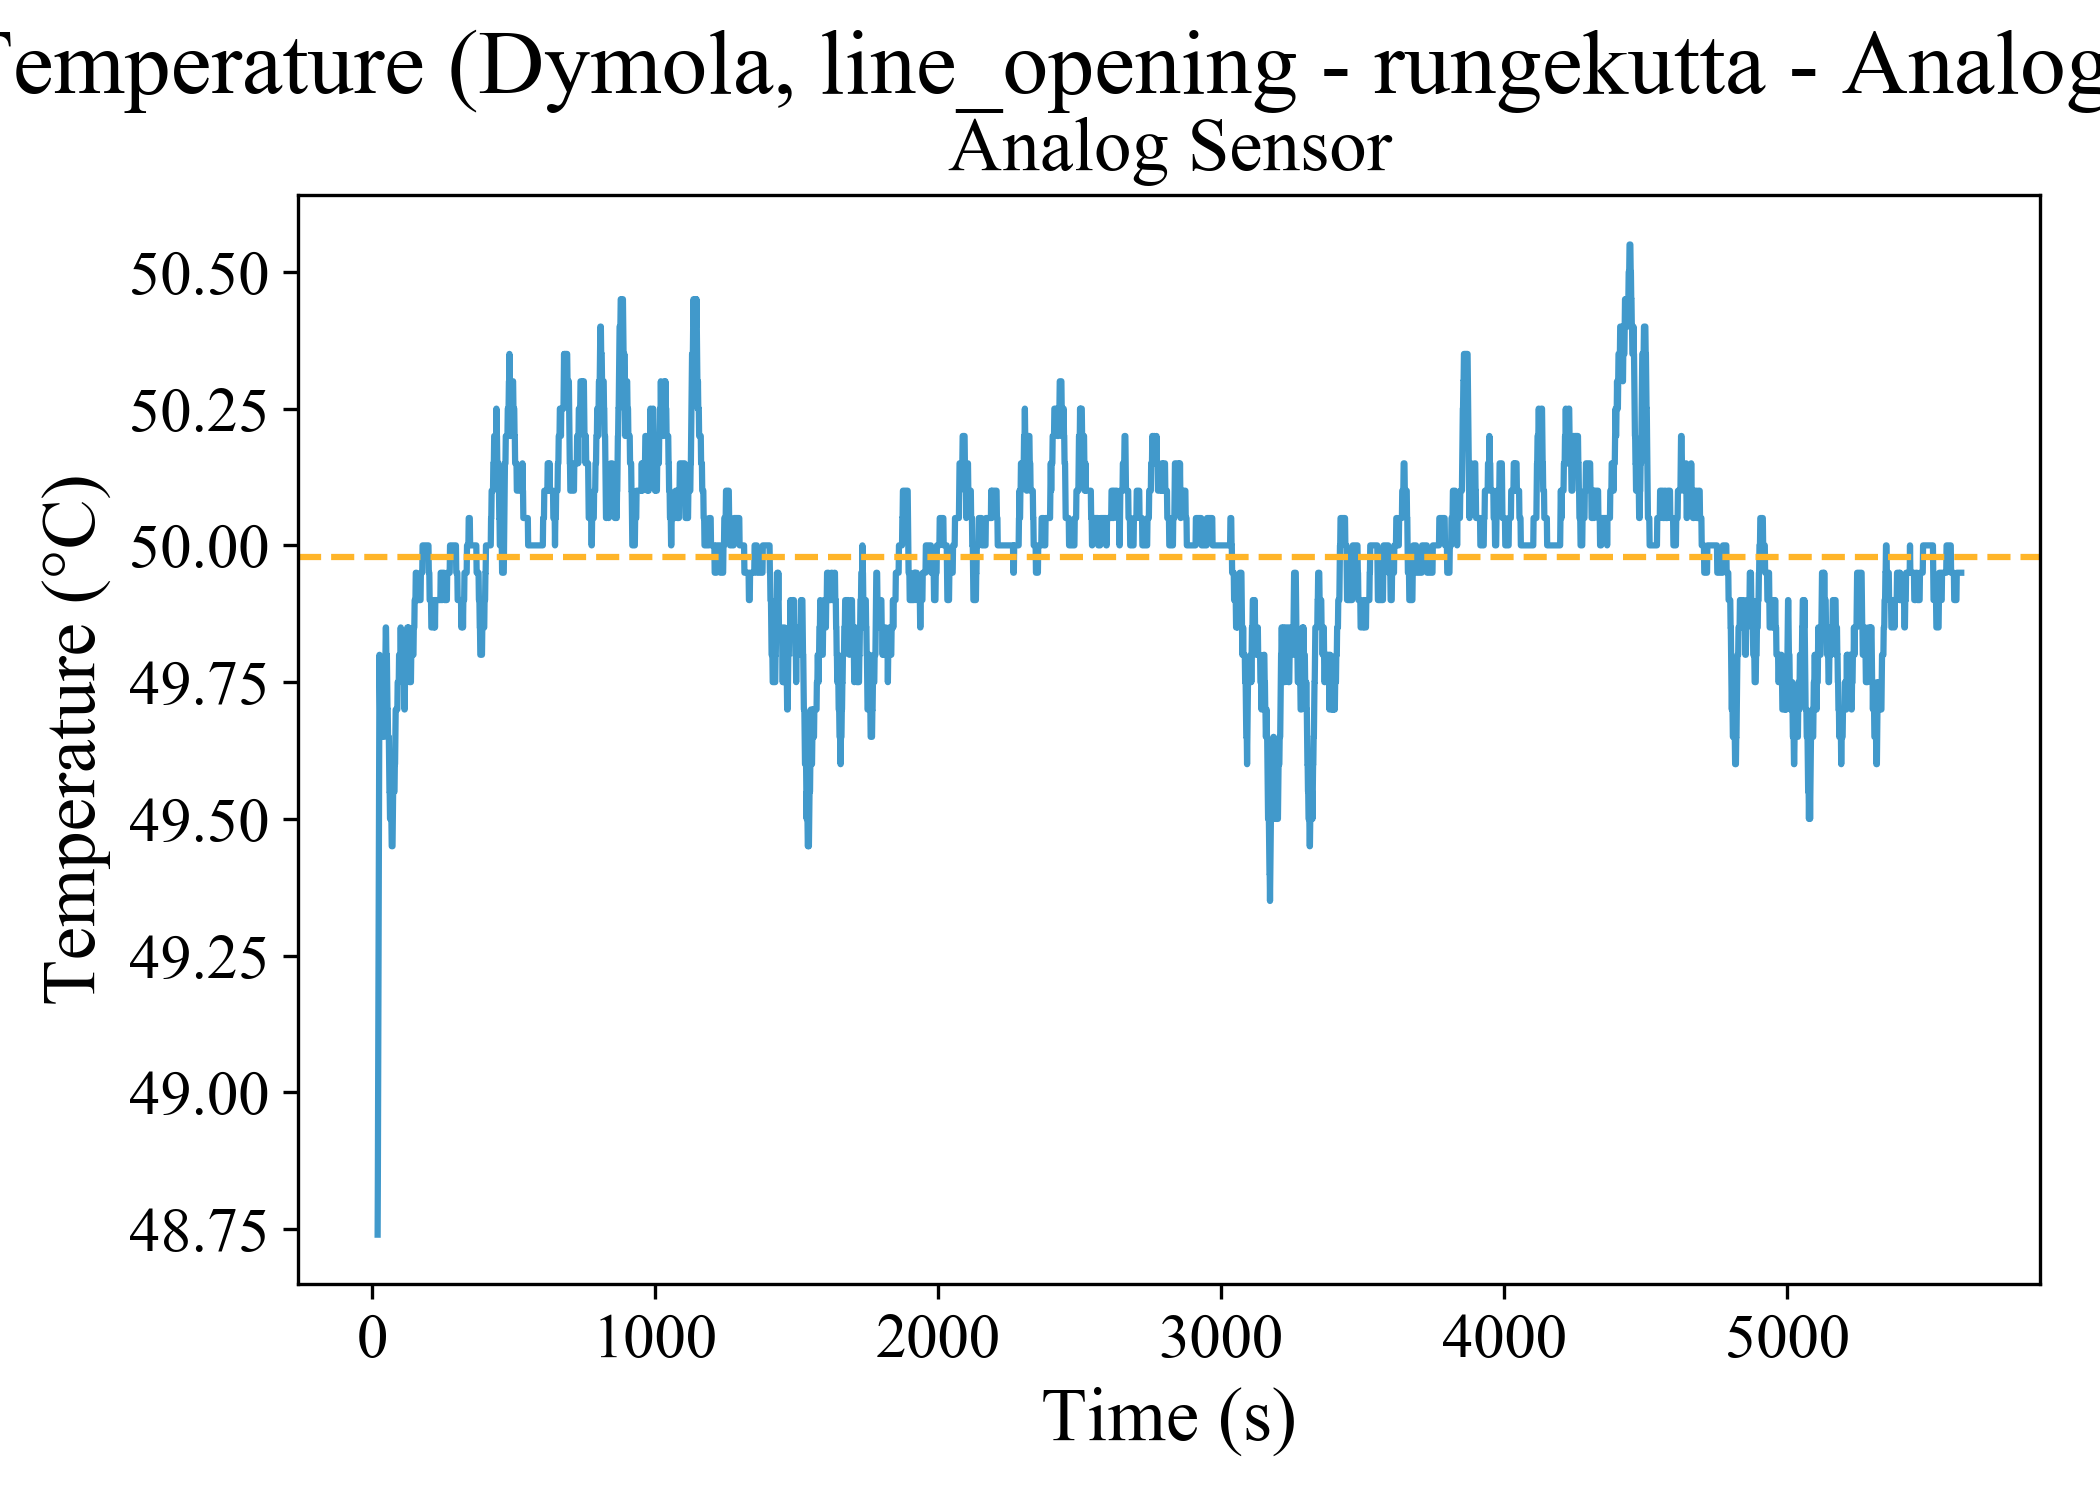 Temperature (Dymola, line_opening - rungekutta - Analog
Analog Sensor
Temperature (°C)
50.50
50.25
50.00
49.75
49.50
49.25
49.00
48.75
0 1000 2000 3000 4000 5000
Time (s)